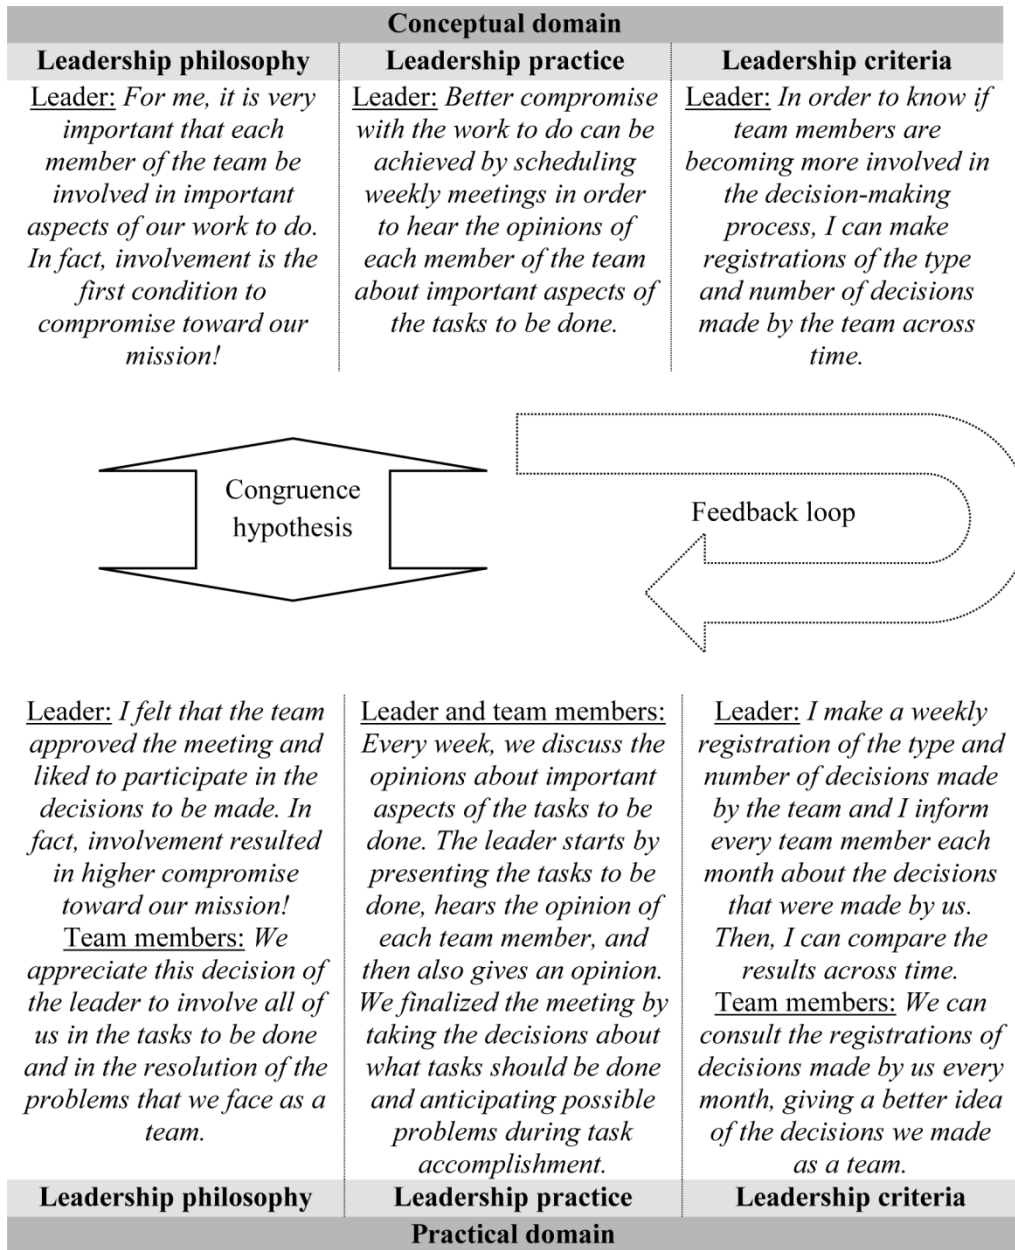 Conceptual domain
Leadership philosophy
Leadership practice
Leadership criteria
Leader: For me, it is very
important that each
member of the team be
involved in important
aspects of our work to do.
In fact, involvement is the
first condition to
compromise toward our
mission!
Leader: Better compromise
with the work to do can be
achieved by scheduling
weekly meetings in order
to hear the opinions of
each member of the team
about important aspects of
the tasks to be done.
Leader: In order to know if
team members are
becoming more involved in
the decision-making
process, I can make
registrations of the type
and number of decisions
made by the team across
time.
Congruence
hypothesis
Feedback loop
Leader: I felt that the team
approved the meeting and
liked to participate in the
decisions to be made. In
fact, involvement resulted
in higher compromise
toward our mission!
Team members: We
appreciate this decision of
the leader to involve all of
us in the tasks to be done
and in the resolution of the
problems that we face as a
team.
Leader and team members:
Every week, we discuss the
opinions about important
aspects of the tasks to be
done. The leader starts by
presenting the tasks to be
done, hears the opinion of
each team member, and
then also gives an opinion.
We finalized the meeting by
taking the decisions about
what tasks should be done
and anticipating possible
problems during task
accomplishment.
Leader: I make a weekly
registration of the type and
number of decisions made
by the team and I inform
every team member each
month about the decisions
that were made by us.
Then, I can compare the
results across time.
Team members: We can
consult the registrations of
decisions made by us every
month, giving a better idea
of the decisions we made
as a team.
Leadership philosophy
Leadership practice
Leadership criteria
Practical domain